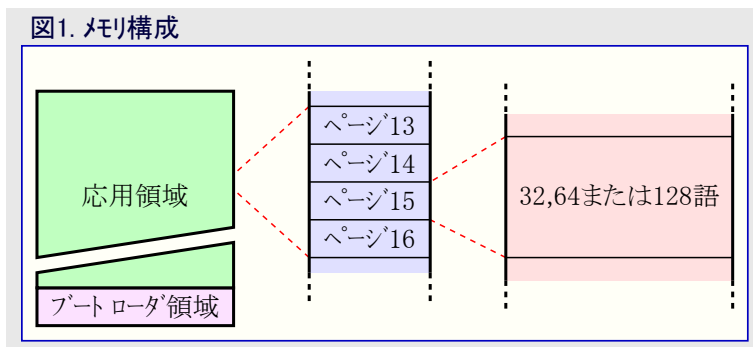 図1. ﾒﾓﾘ構成
応用領域
ﾌﾞｰﾄ ﾛｰﾀﾞ領域
ﾍﾟｰｼﾞ13
ﾍﾟｰｼﾞ14
ﾍﾟｰｼﾞ15
ﾍﾟｰｼﾞ16
32,64または128語